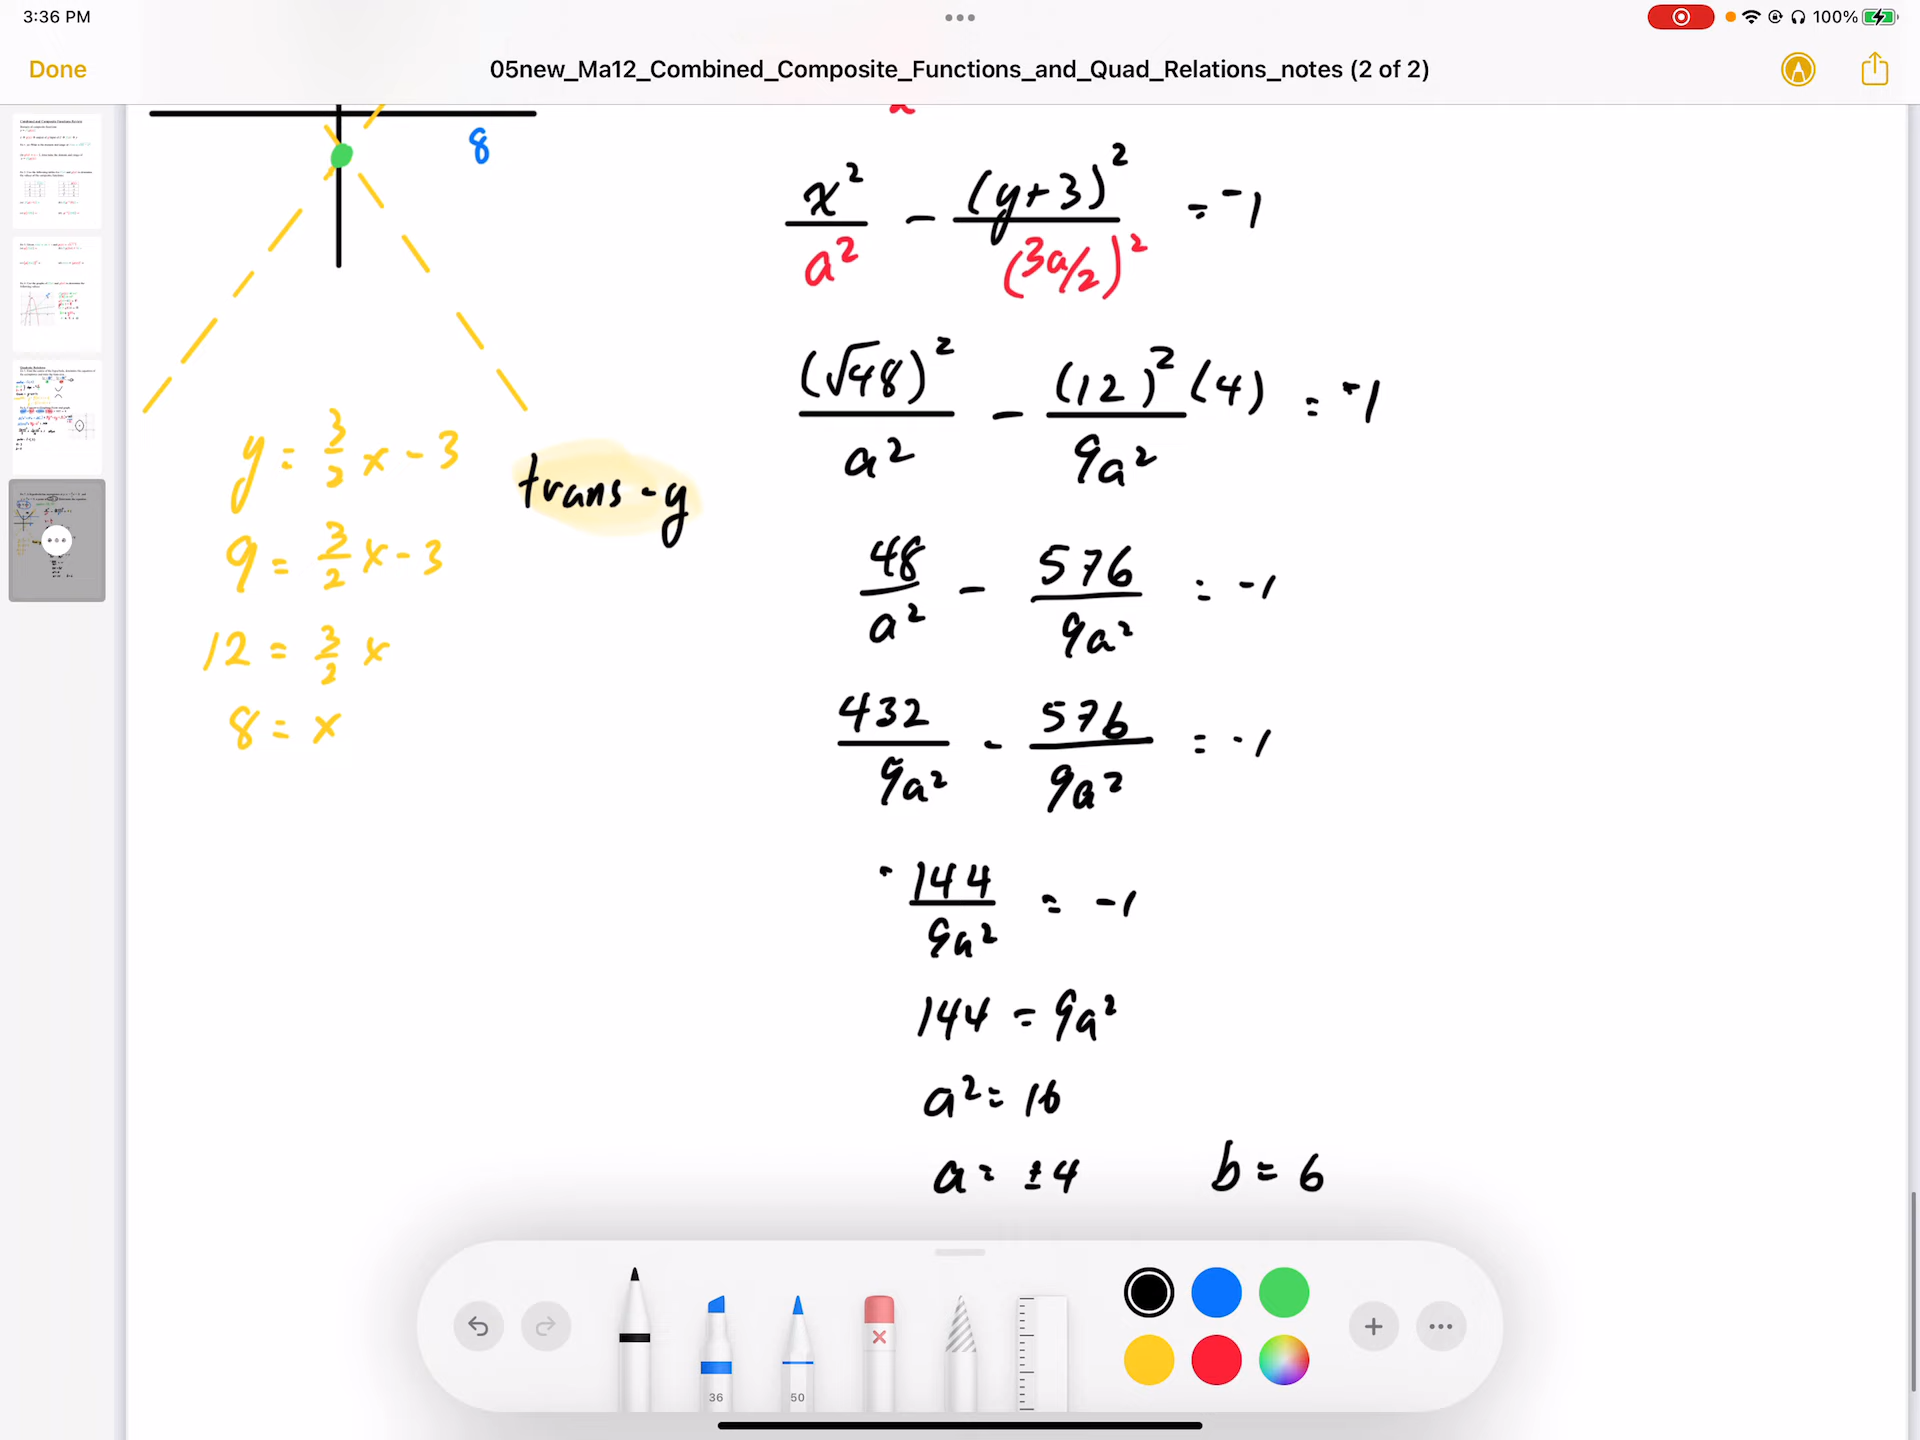 3:36 PM
100%
Done
05new_Ma12_Combined_Composite_Functions_and_Quad_Relations_notes (2 of 2)
8
y = 3/2 x - 3
trans-y
9 = 3/2 x - 3
12 = 3/2 x
8 = x
x²/a² - (y+3)²/(3a/2)² = -1
(√48)²/a² - (12)²(4)/9a² = -1
48/a² - 576/9a² = -1
432/9a² - 576/9a² = -1
-144/9a² = -1
144 = 9a²
a² = 16
a = ±4 b = 6
36
50